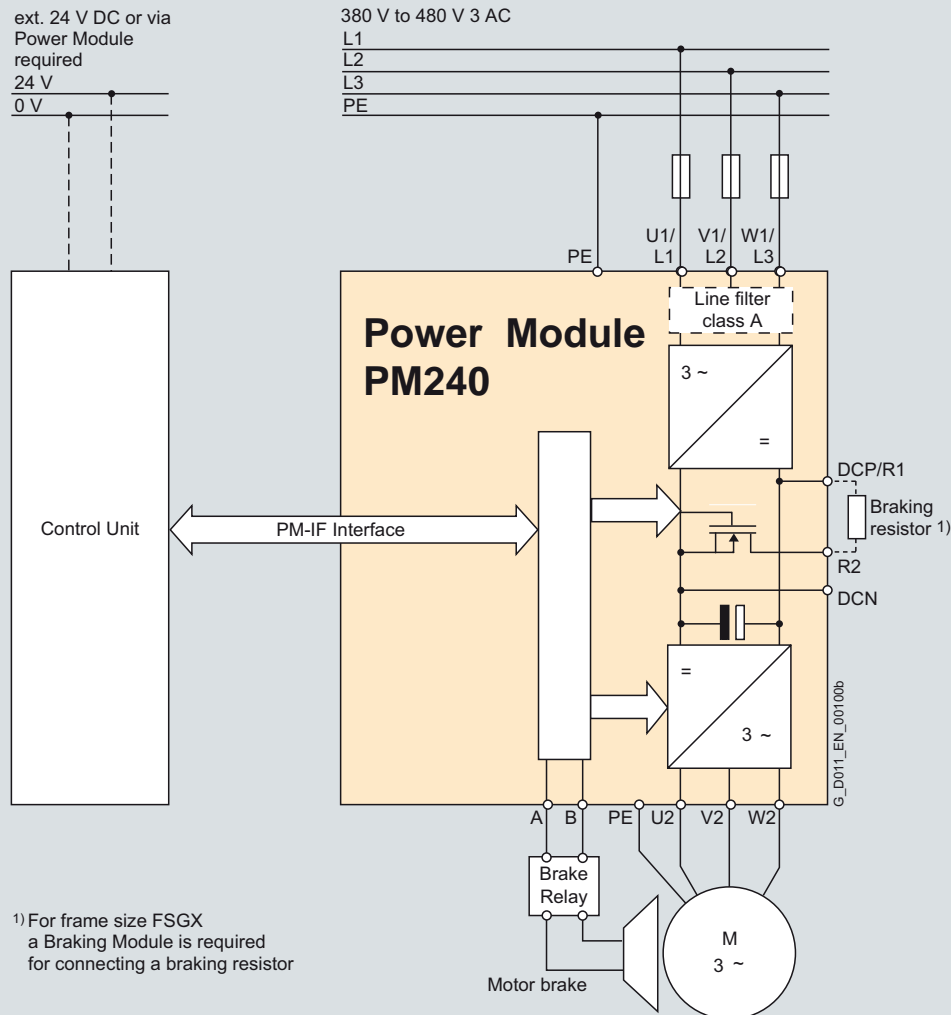 ext. 24 V DC or via
Power Module
required
24 V
0 V
380 V to 480 V 3 AC
L1
L2
L3
PE
PE
U1/
L1
V1/
L2
W1/
L3
Line filter
class A
Power Module
PM240
3 ~
=
DCP/R1
Braking
resistor 1)
R2
DCN
Control Unit
PM-IF Interface
=
3 ~
G_D011_EN_00100b
A
B
PE
U2
V2
W2
Brake
Relay
M
3 ~
Motor brake
1) For frame size FSGX
a Braking Module is required
for connecting a braking resistor